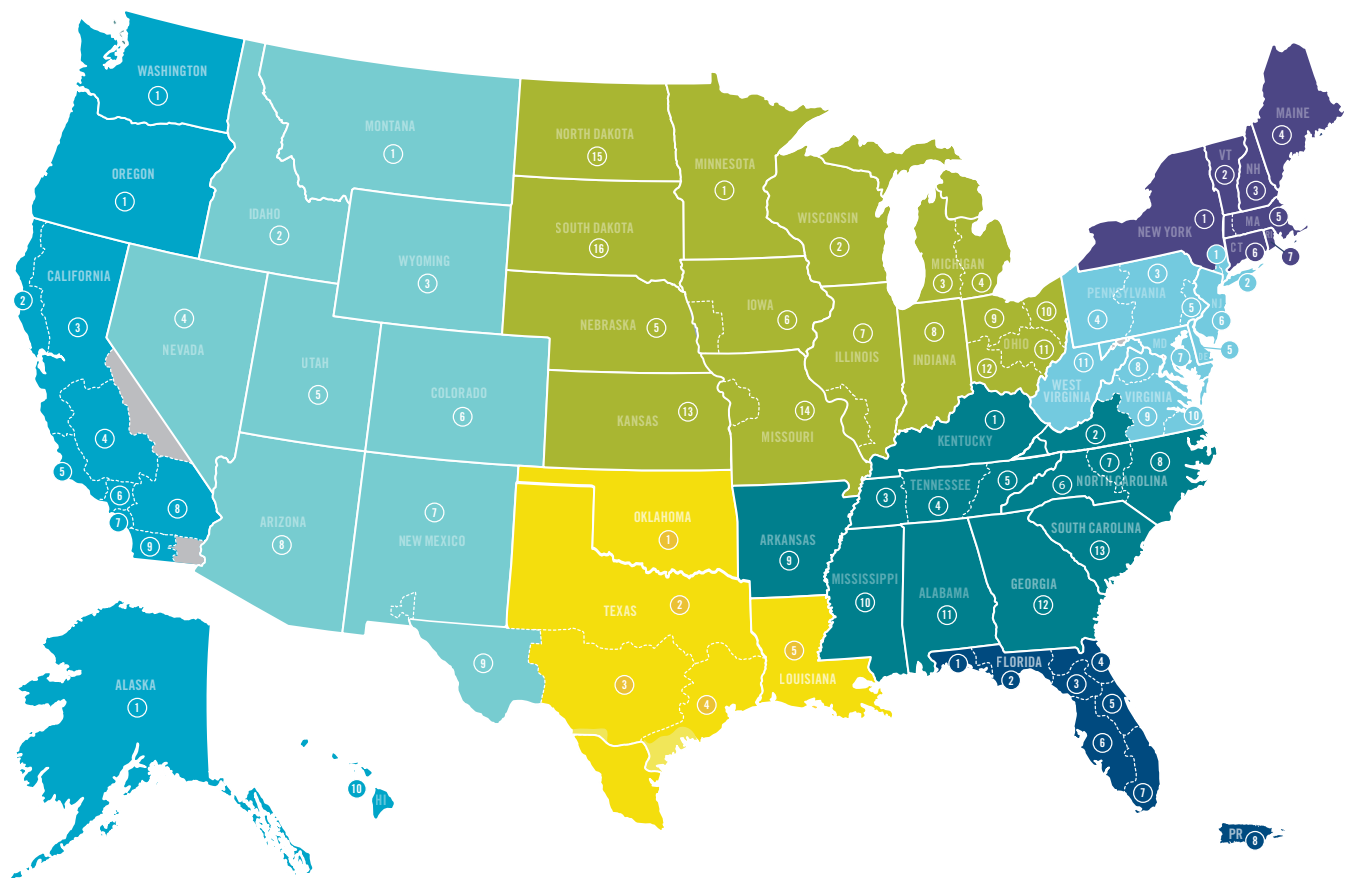 WASHINGTON
1
OREGON
1
CALIFORNIA
2
3
4
5
6
7
8
9
ALASKA
1
10
HI
MONTANA
1
IDAHO
2
WYOMING
3
NEVADA
4
UTAH
5
COLORADO
6
NEW MEXICO
7
ARIZONA
8
9
NORTH DAKOTA
15
SOUTH DAKOTA
16
NEBRASKA
5
KANSAS
13
MINNESOTA
1
WISCONSIN
2
MICHIGAN
3
4
IOWA
6
ILLINOIS
7
INDIANA
8
OHIO
9
10
11
12
MISSOURI
14
OKLAHOMA
1
TEXAS
2
3
4
LOUISIANA
5
KENTUCKY
1
2
TENNESSEE
3
4
5
NORTH CAROLINA
6
7
8
ARKANSAS
9
MISSISSIPPI
10
ALABAMA
11
GEORGIA
12
SOUTH CAROLINA
13
FLORIDA
1
2
3
4
5
6
7
PR
8
MAINE
4
VT
2
NH
3
NEW YORK
1
MA
5
CT
6
7
1
2
PENNSYLVANIA
3
4
5
NJ
6
MD
7
DE
5
WEST
VIRGINIA
11
VIRGINIA
8
9
10